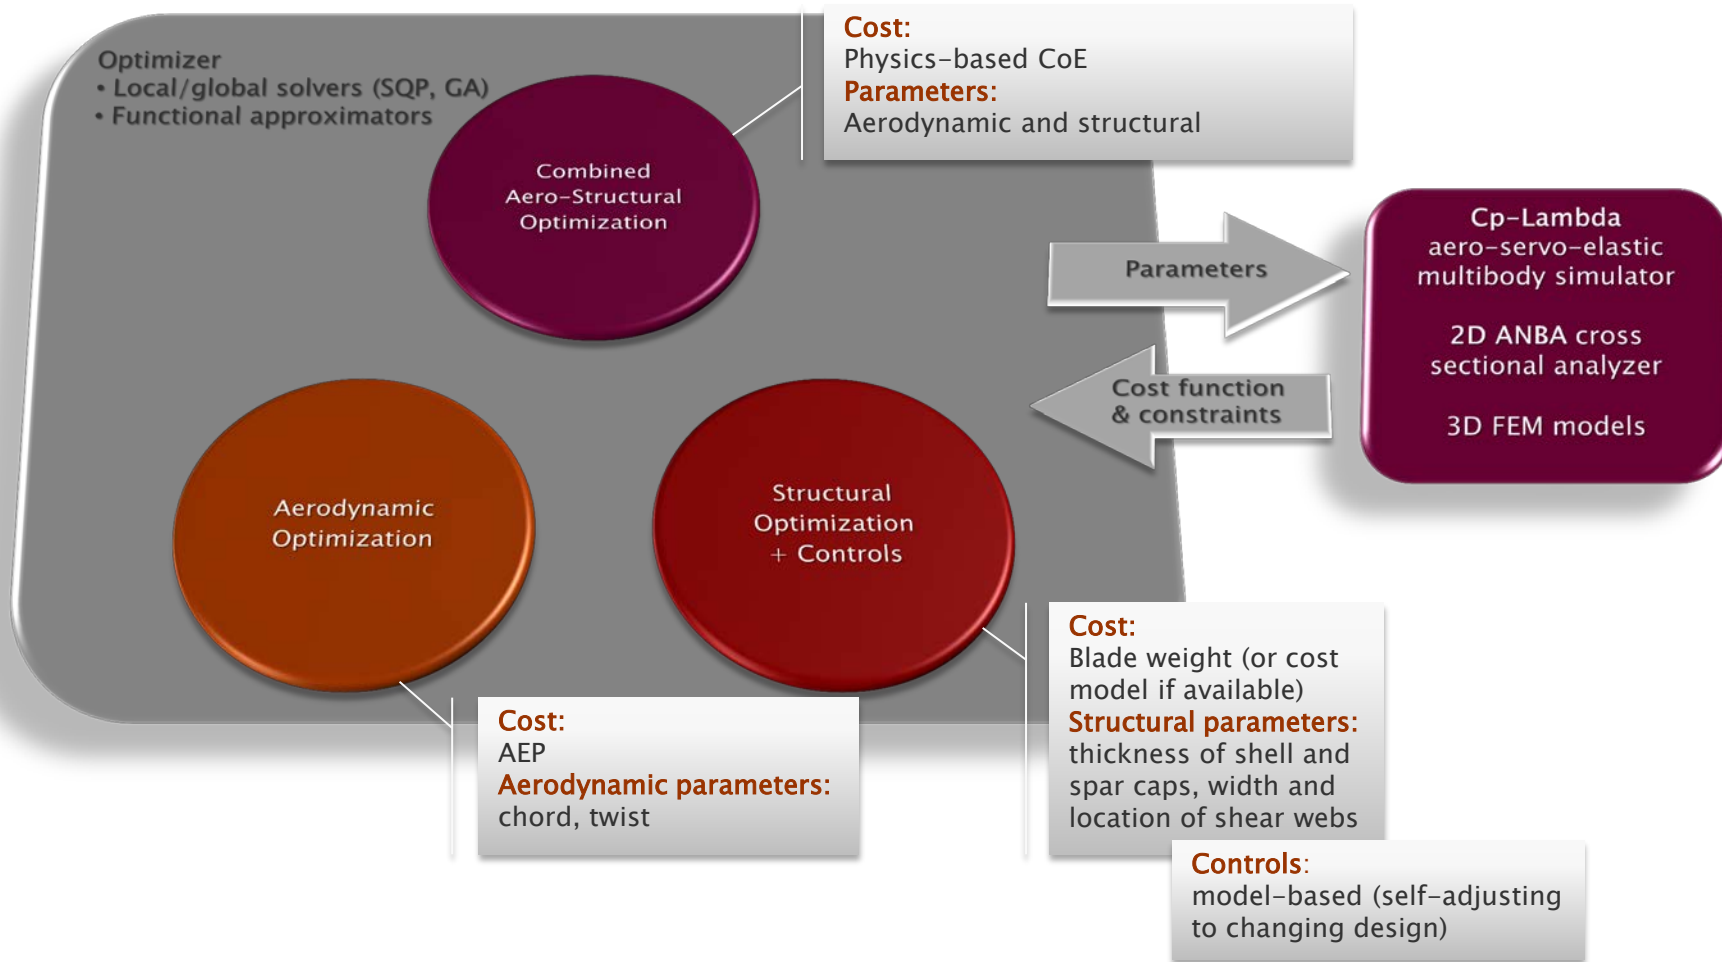 Optimizer
• Local/global solvers (SQP, GA)
• Functional approximators
Cost:
Physics-based CoE
Parameters:
Aerodynamic and structural
Combined
Aero-Structural
Optimization
Parameters
Cost function
& constraints
Cp-Lambda
aero-servo-elastic
multibody simulator
2D ANBA cross
sectional analyzer
3D FEM models
Aerodynamic
Optimization
Structural
Optimization
+ Controls
Cost:
AEP
Aerodynamic parameters:
chord, twist
Cost:
Blade weight (or cost
model if available)
Structural parameters:
thickness of shell and
spar caps, width and
location of shear webs
Controls:
model-based (self-adjusting
to changing design)